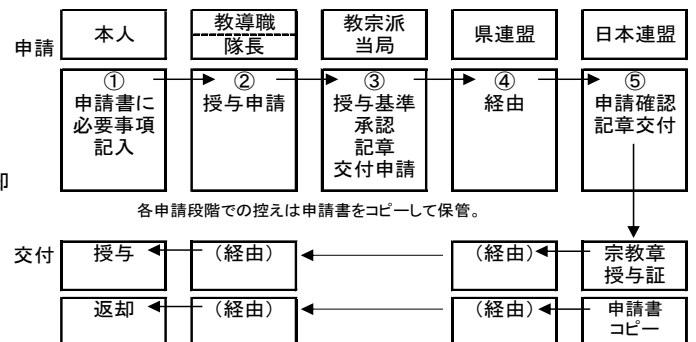 申請 本人 教導職 教宗派 県連盟 日本連盟
隊長 当局
① ② ③ ④ ⑤
申請書に 授与申請 授与基準 経由 申請確認
必要事項 承認 記章交付
記入 記章
交付申請
却
各申請段階での控えは申請書をコピーして保管。
交付 授与 (経由) (経由) 宗教章
授与証
返却 (経由) (経由) 申請書
コピー